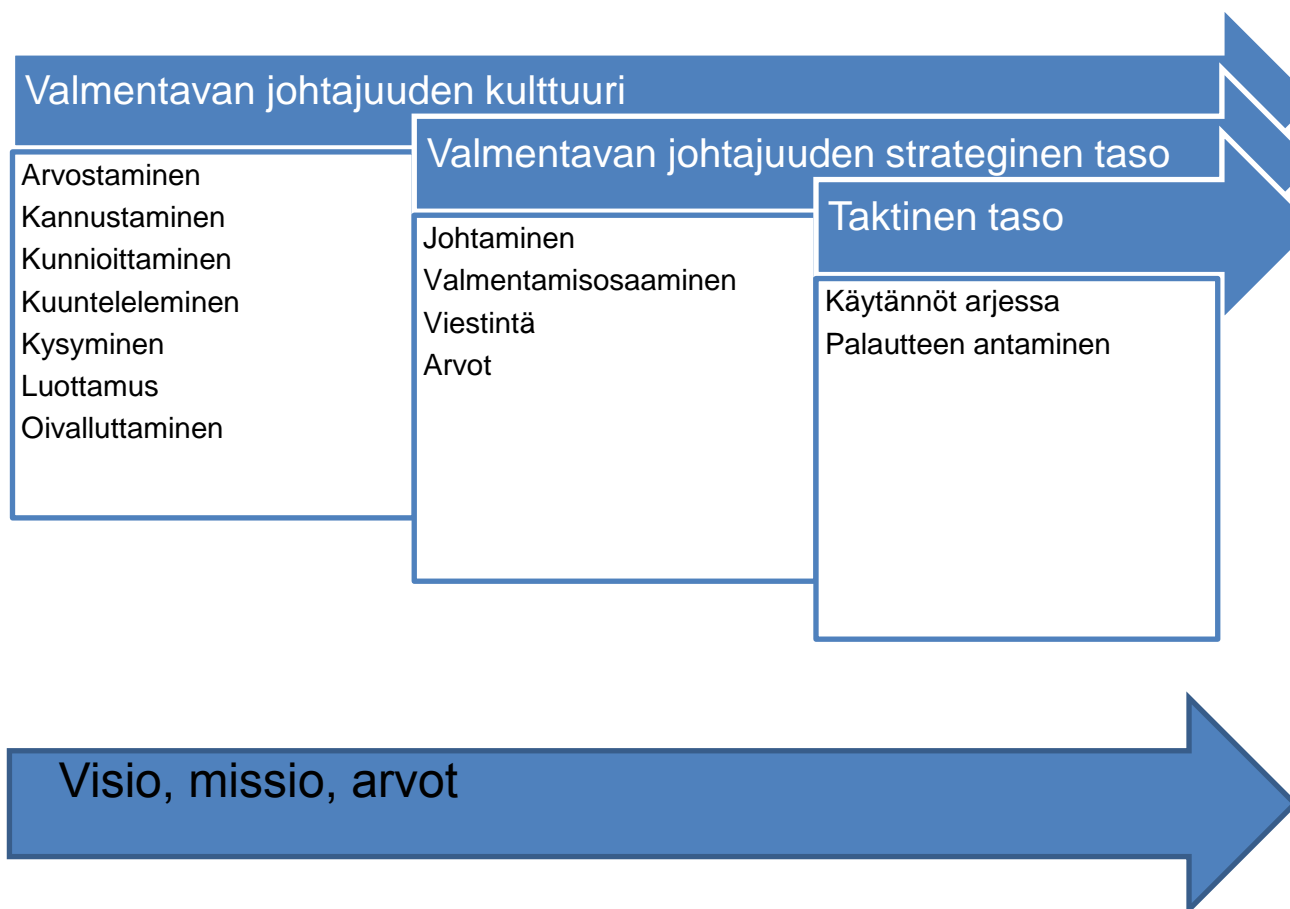 Valmentavan johtajuuden kulttuuri
Arvostaminen
Kannustaminen
Kunnioittaminen
Kuunteleleminen
Kysyminen
Luottamus
Oivalluttaminen
Valmentavan johtajuuden strateginen taso
Johtaminen
Valmentamisosaaminen
Viestintä
Arvot
Taktinen taso
Käytännöt arjessa
Palautteen antaminen
Visio, missio, arvot